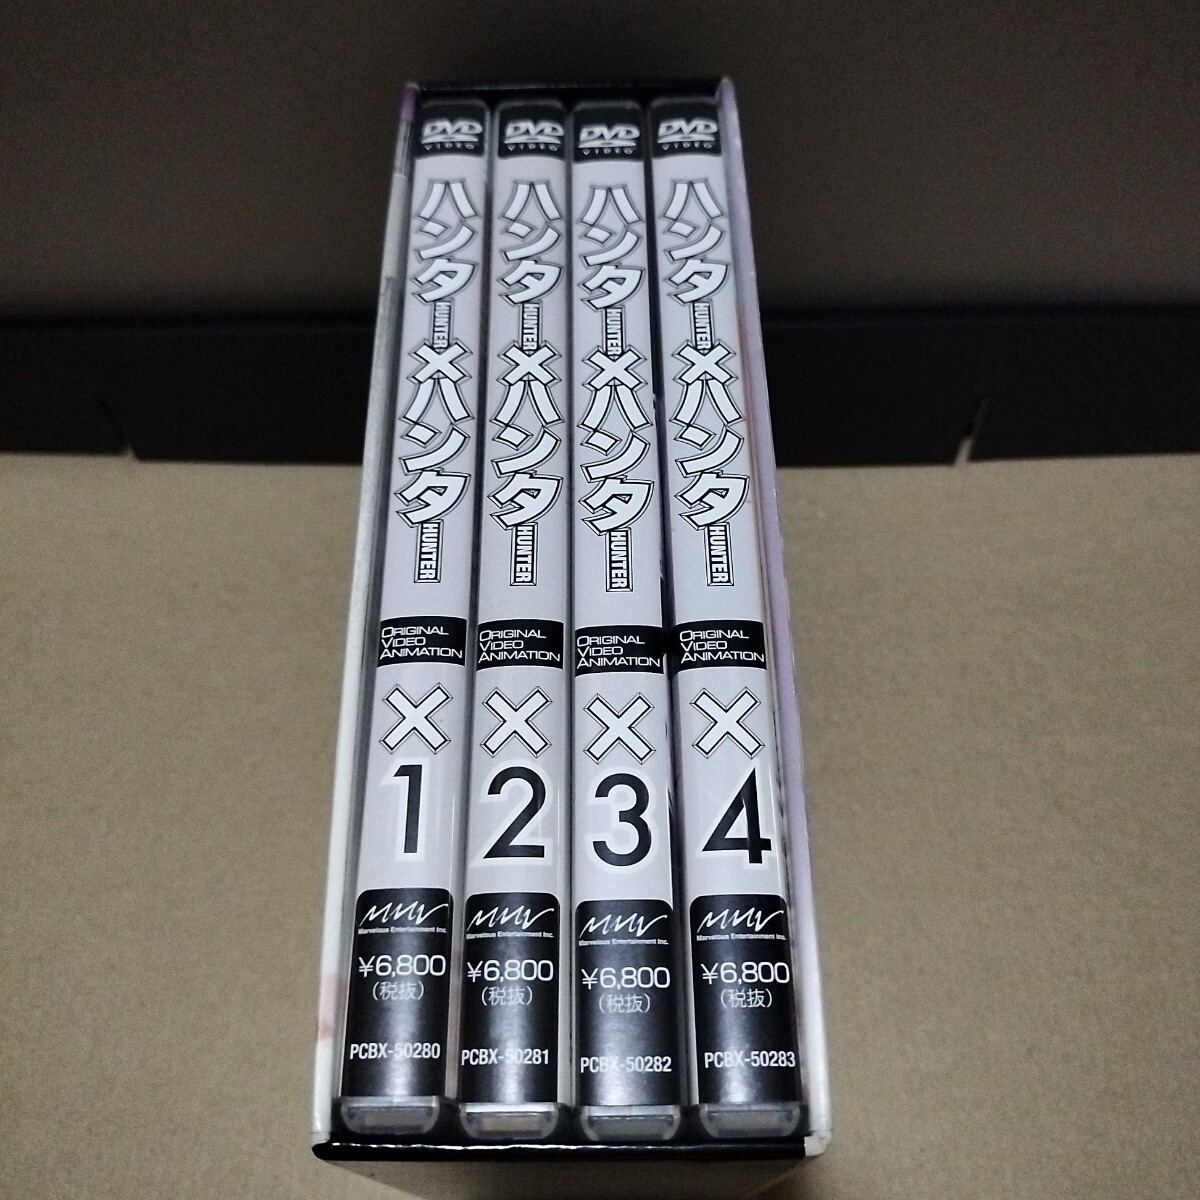 DVD
VIDEO
ハンター×ハンター
HUNTER
HUNTER
ORIGINAL
VIDEO
ANIMATION
×
1
MMV
Marvelous Entertainment Inc.
¥6,800
(税抜)
PCBX-50280
DVD
VIDEO
ハンター×ハンター
HUNTER
HUNTER
ORIGINAL
VIDEO
ANIMATION
×
2
MMV
Marvelous Entertainment Inc.
¥6,800
(税抜)
PCBX-50281
DVD
VIDEO
ハンター×ハンター
HUNTER
HUNTER
ORIGINAL
VIDEO
ANIMATION
×
3
MMV
Marvelous Entertainment Inc.
¥6,800
(税抜)
PCBX-50282
DVD
VIDEO
ハンター×ハンター
HUNTER
HUNTER
ORIGINAL
VIDEO
ANIMATION
×
4
MMV
Marvelous Entertainment Inc.
¥6,800
(税抜)
PCBX-50283